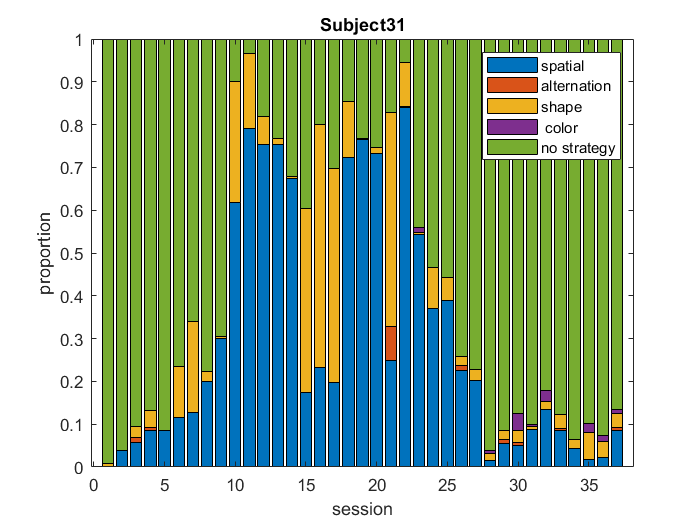 Subject31
1
0.9
0.8
0.7
0.6
0.5
0.4
0.3
0.2
0.1
0
proportion
spatial
alternation
shape
color
no strategy
0 5 10 15 20 25 30 35
session